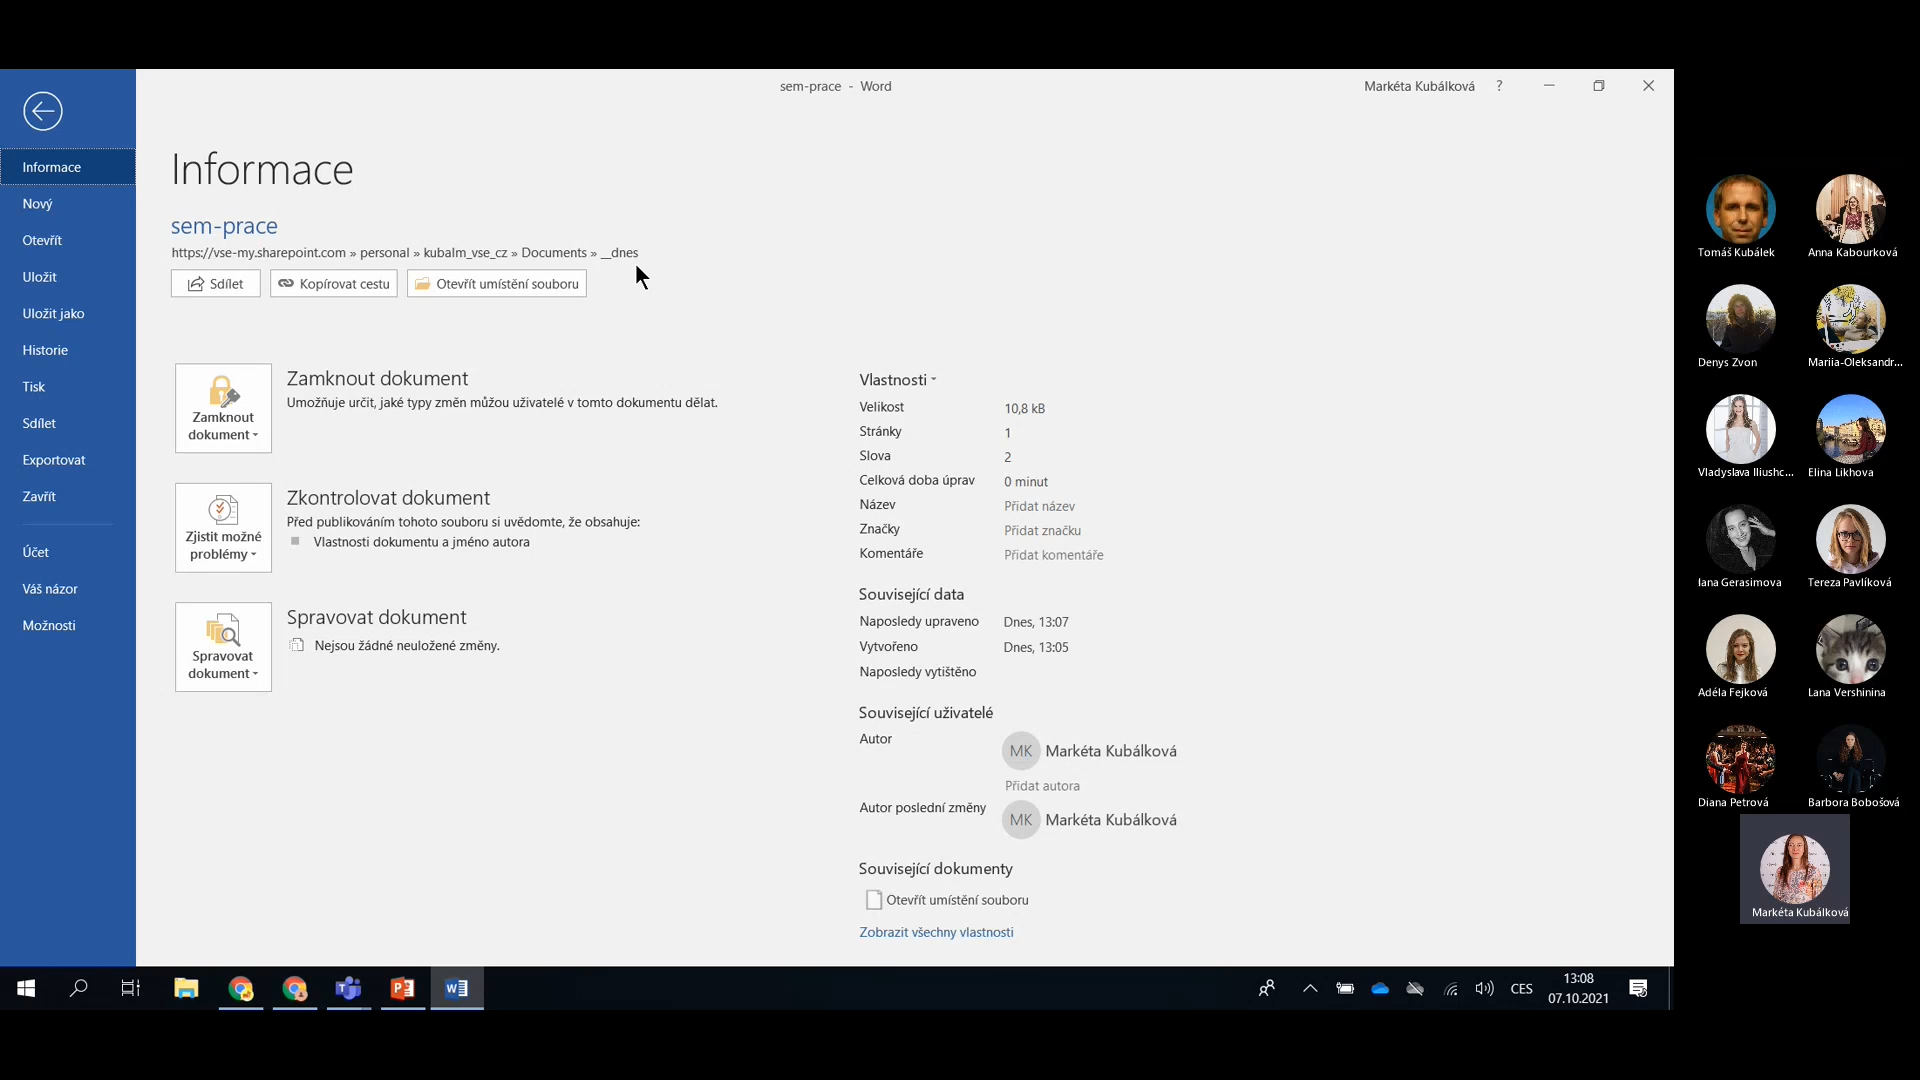 sem-prace - Word
Markéta Kubálková ?
Informace
Nový
Otevřít
Uložit
Uložit jako
Historie
Tisk
Sdílet
Exportovat
Zavřít
Účet
Váš názor
Možnosti
Informace
sem-prace
https://vse-my.sharepoint.com » personal » kubalm_vse_cz » Documents » __dnes
Sdílet
Kopírovat cestu
Otevřít umístění souboru
Zamknout
dokument
Zamknout dokument
Umožňuje určit, jaké typy změn můžou uživatelé v tomto dokumentu dělat.
Zjistit možné
problémy
Zkontrolovat dokument
Před publikováním tohoto souboru si uvědomte, že obsahuje:
Vlastnosti dokumentu a jméno autora
Spravovat
dokument
Spravovat dokument
Nejsou žádné neuložené změny.
Vlastnosti
Velikost 10,8 kB
Stránky 1
Slova 2
Celková doba úprav 0 minut
Název Přidat název
Značky Přidat značku
Komentáře Přidat komentáře
Související data
Naposledy upraveno Dnes, 13:07
Vytvořeno Dnes, 13:05
Naposledy vytištěno
Související uživatelé
Autor
MK Markéta Kubálková
Přidat autora
Autor poslední změny
MK Markéta Kubálková
Související dokumenty
Otevřít umístění souboru
Zobrazit všechny vlastnosti
Tomáš Kubálek
Anna Kabourková
Denys Zvon
Mariia-Oleksandr...
Vladyslava Iliushc...
Elina Likhova
Iana Gerasimova
Tereza Pavlíková
Adéla Fejková
Lana Vershinina
Diana Petrová
Barbora Bobošová
Markéta Kubálková
CES
13:08
07.10.2021